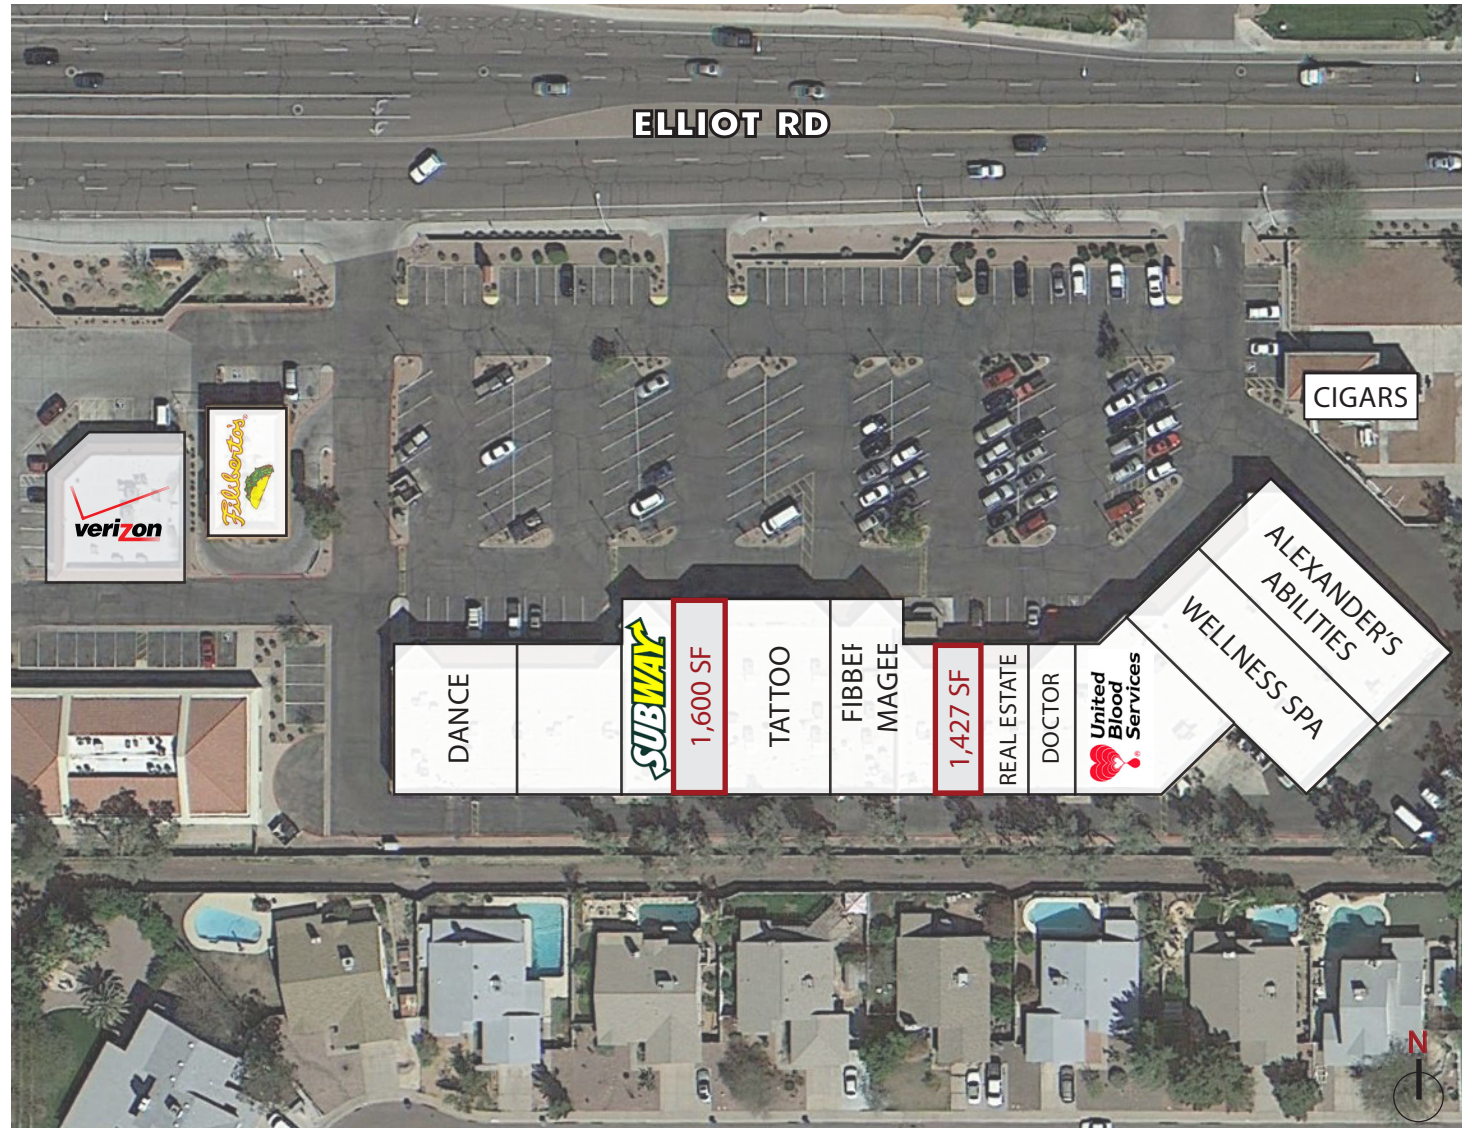 ELLIOT RD
CIGARS
Filiberto's
verizon
ALEXANDER'S
ABILITIES
WELLNESS SPA
DANCE
SUBWAY
1,600 SF
TATTOO
FIBBEF
MAGEE
1,427 SF
REAL ESTATE
DOCTOR
United
Blood
Services
N